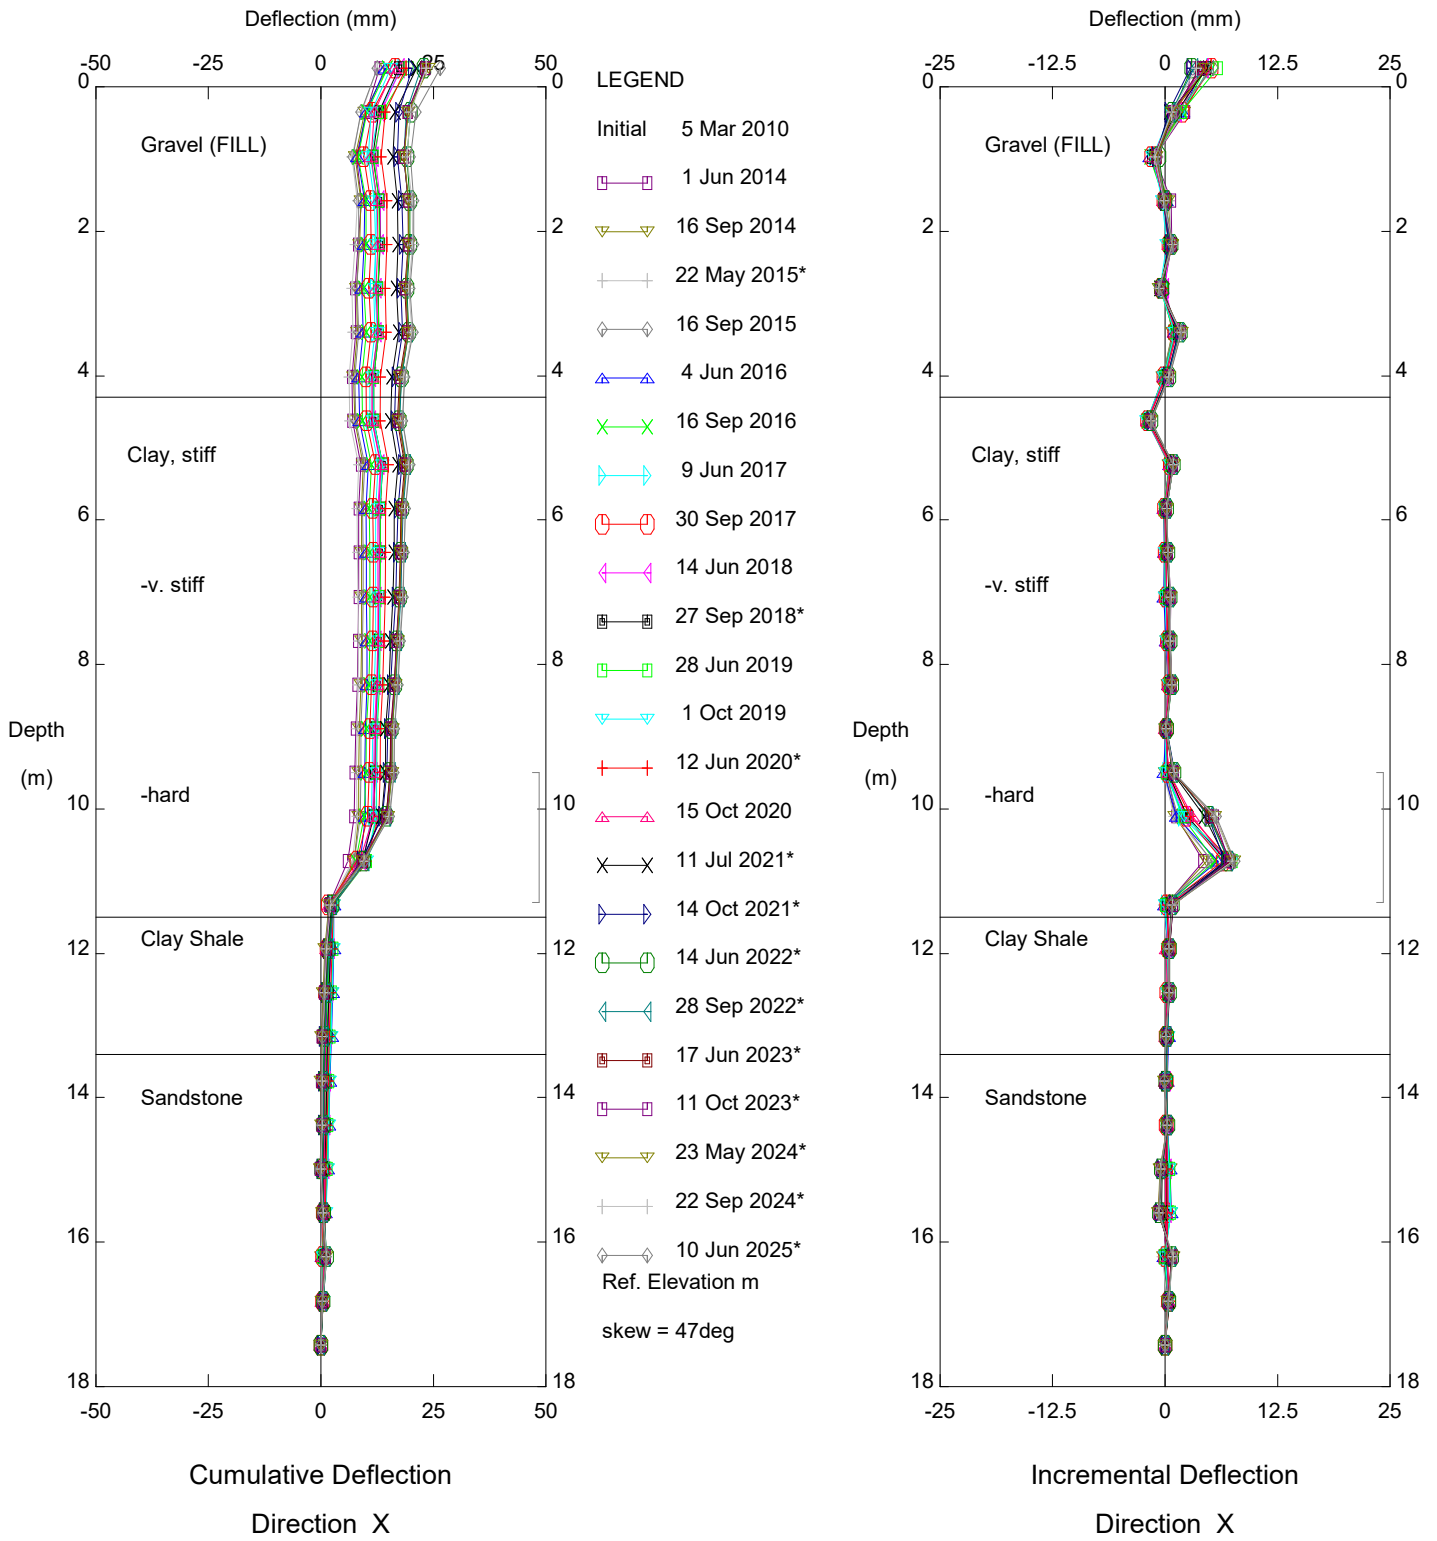 Deflection (mm)
-50 -25 0 25 50
0 0
Gravel (FILL)
2 2
4 4
Clay, stiff
6 6
-v. stiff
8 8
Depth
(m)
-hard
10 10
Clay Shale
12 12
14 14
Sandstone
16 16
18 18
-50 -25 0 25 50
Cumulative Deflection
Direction X
LEGEND
Initial 5 Mar 2010
1 Jun 2014
16 Sep 2014
22 May 2015*
16 Sep 2015
4 Jun 2016
16 Sep 2016
9 Jun 2017
30 Sep 2017
14 Jun 2018
27 Sep 2018*
28 Jun 2019
1 Oct 2019
12 Jun 2020*
15 Oct 2020
11 Jul 2021*
14 Oct 2021*
14 Jun 2022*
28 Sep 2022*
17 Jun 2023*
11 Oct 2023*
23 May 2024*
22 Sep 2024*
10 Jun 2025*
Ref. Elevation m
skew = 47deg
Deflection (mm)
-25 -12.5 0 12.5 25
0 0
Gravel (FILL)
2 2
4 4
Clay, stiff
6 6
-v. stiff
8 8
Depth
(m)
-hard
10 10
Clay Shale
12 12
14 14
Sandstone
16 16
18 18
-25 -12.5 0 12.5 25
Incremental Deflection
Direction X